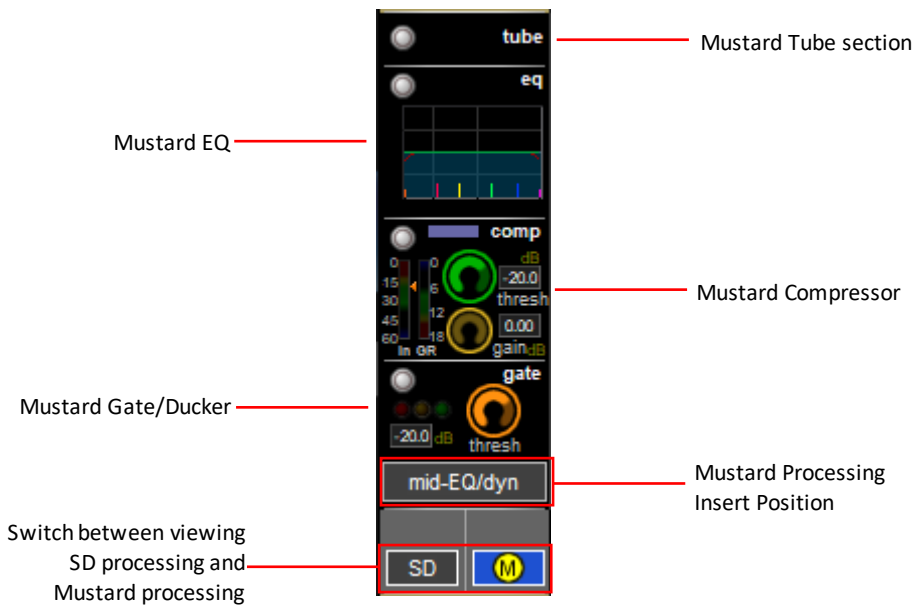 tube
Mustard Tube section
eq
Mustard EQ
comp
dB
0 0
-20.0
15 6
thresh
30
Mustard Compressor
12
45
0.00
60 18
gain dB
In GR
gate
Mustard Gate/Ducker
-20.0 dB
thresh
mid-EQ/dyn
Mustard Processing
Insert Position
Switch between viewing
SD processing and
Mustard processing
SD M